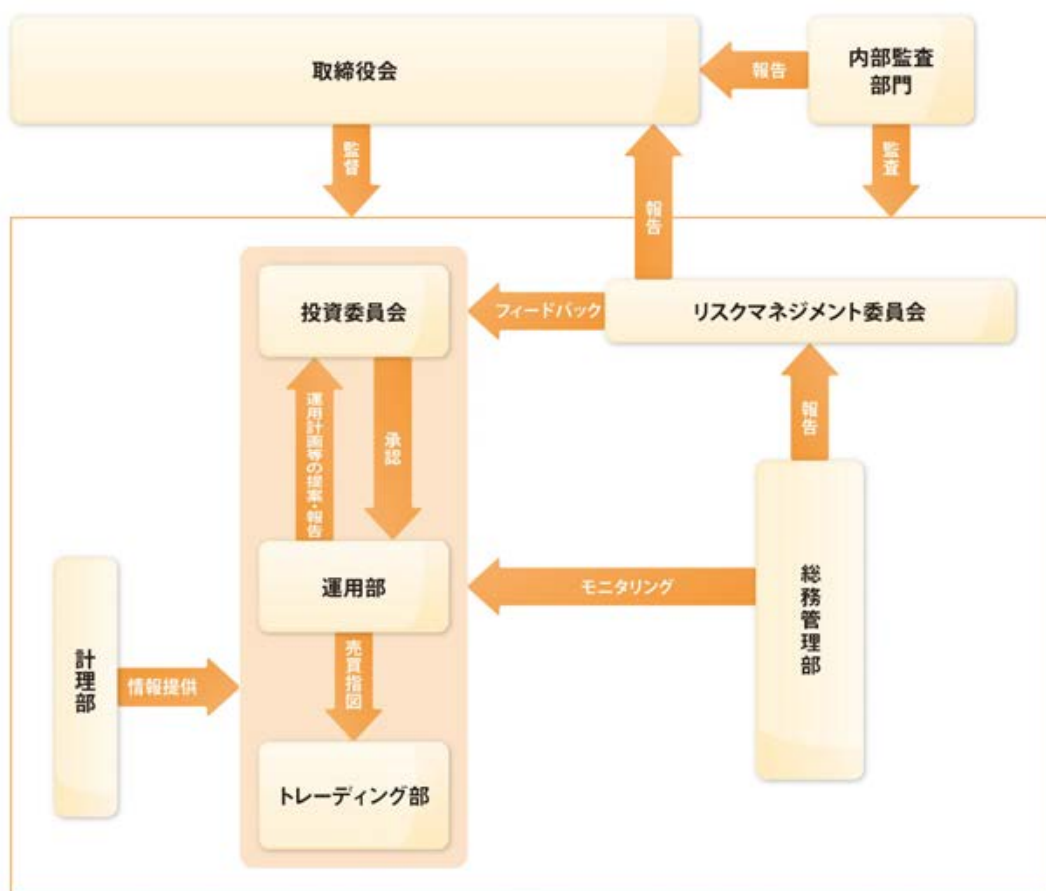 取締役会
報告
内部監査
部門
監督
監査
報告
投資委員会
フィードバック
リスクマネジメント委員会
運用計画等の提案・報告
承認
報告
運用部
モニタリング
総務管理部
計理部
情報提供
売買指図
トレーディング部